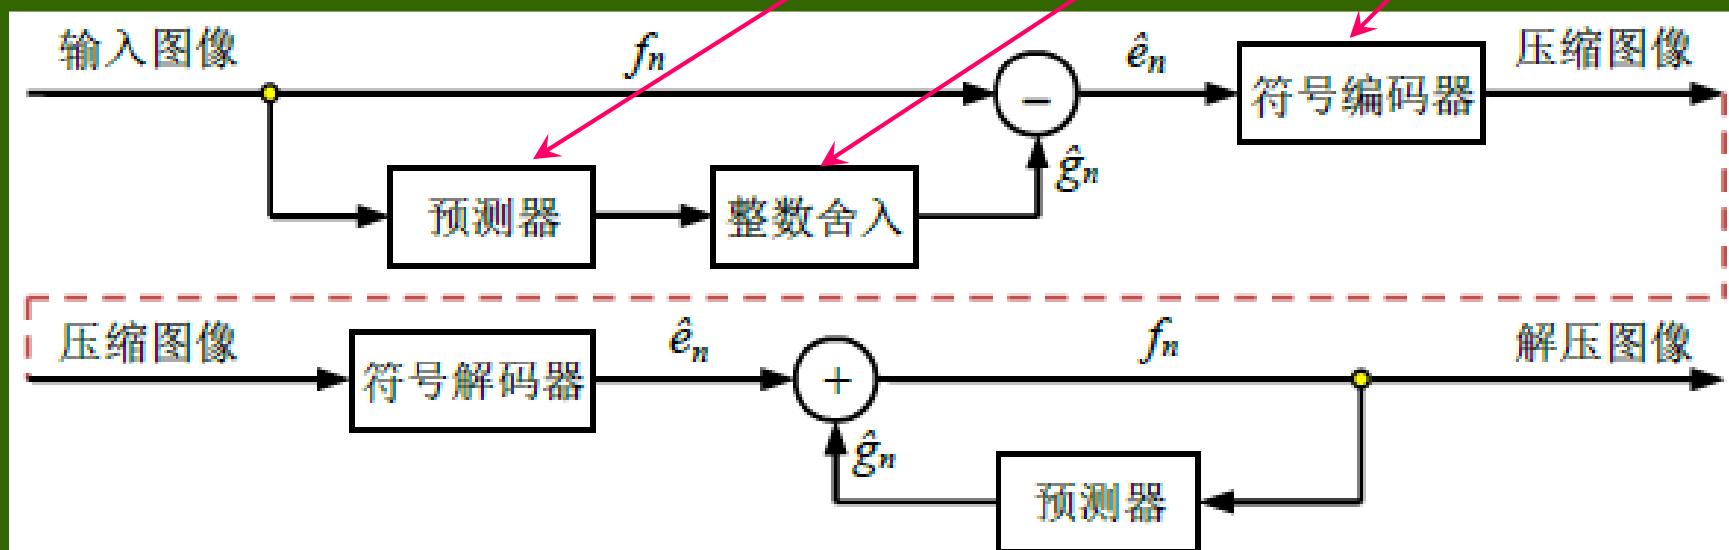 输入图像
fₙ
−
êₙ
符号编码器
压缩图像
预测器
整数舍入
ĝₙ
压缩图像
符号解码器
êₙ
+
fₙ
解压图像
ĝₙ
预测器